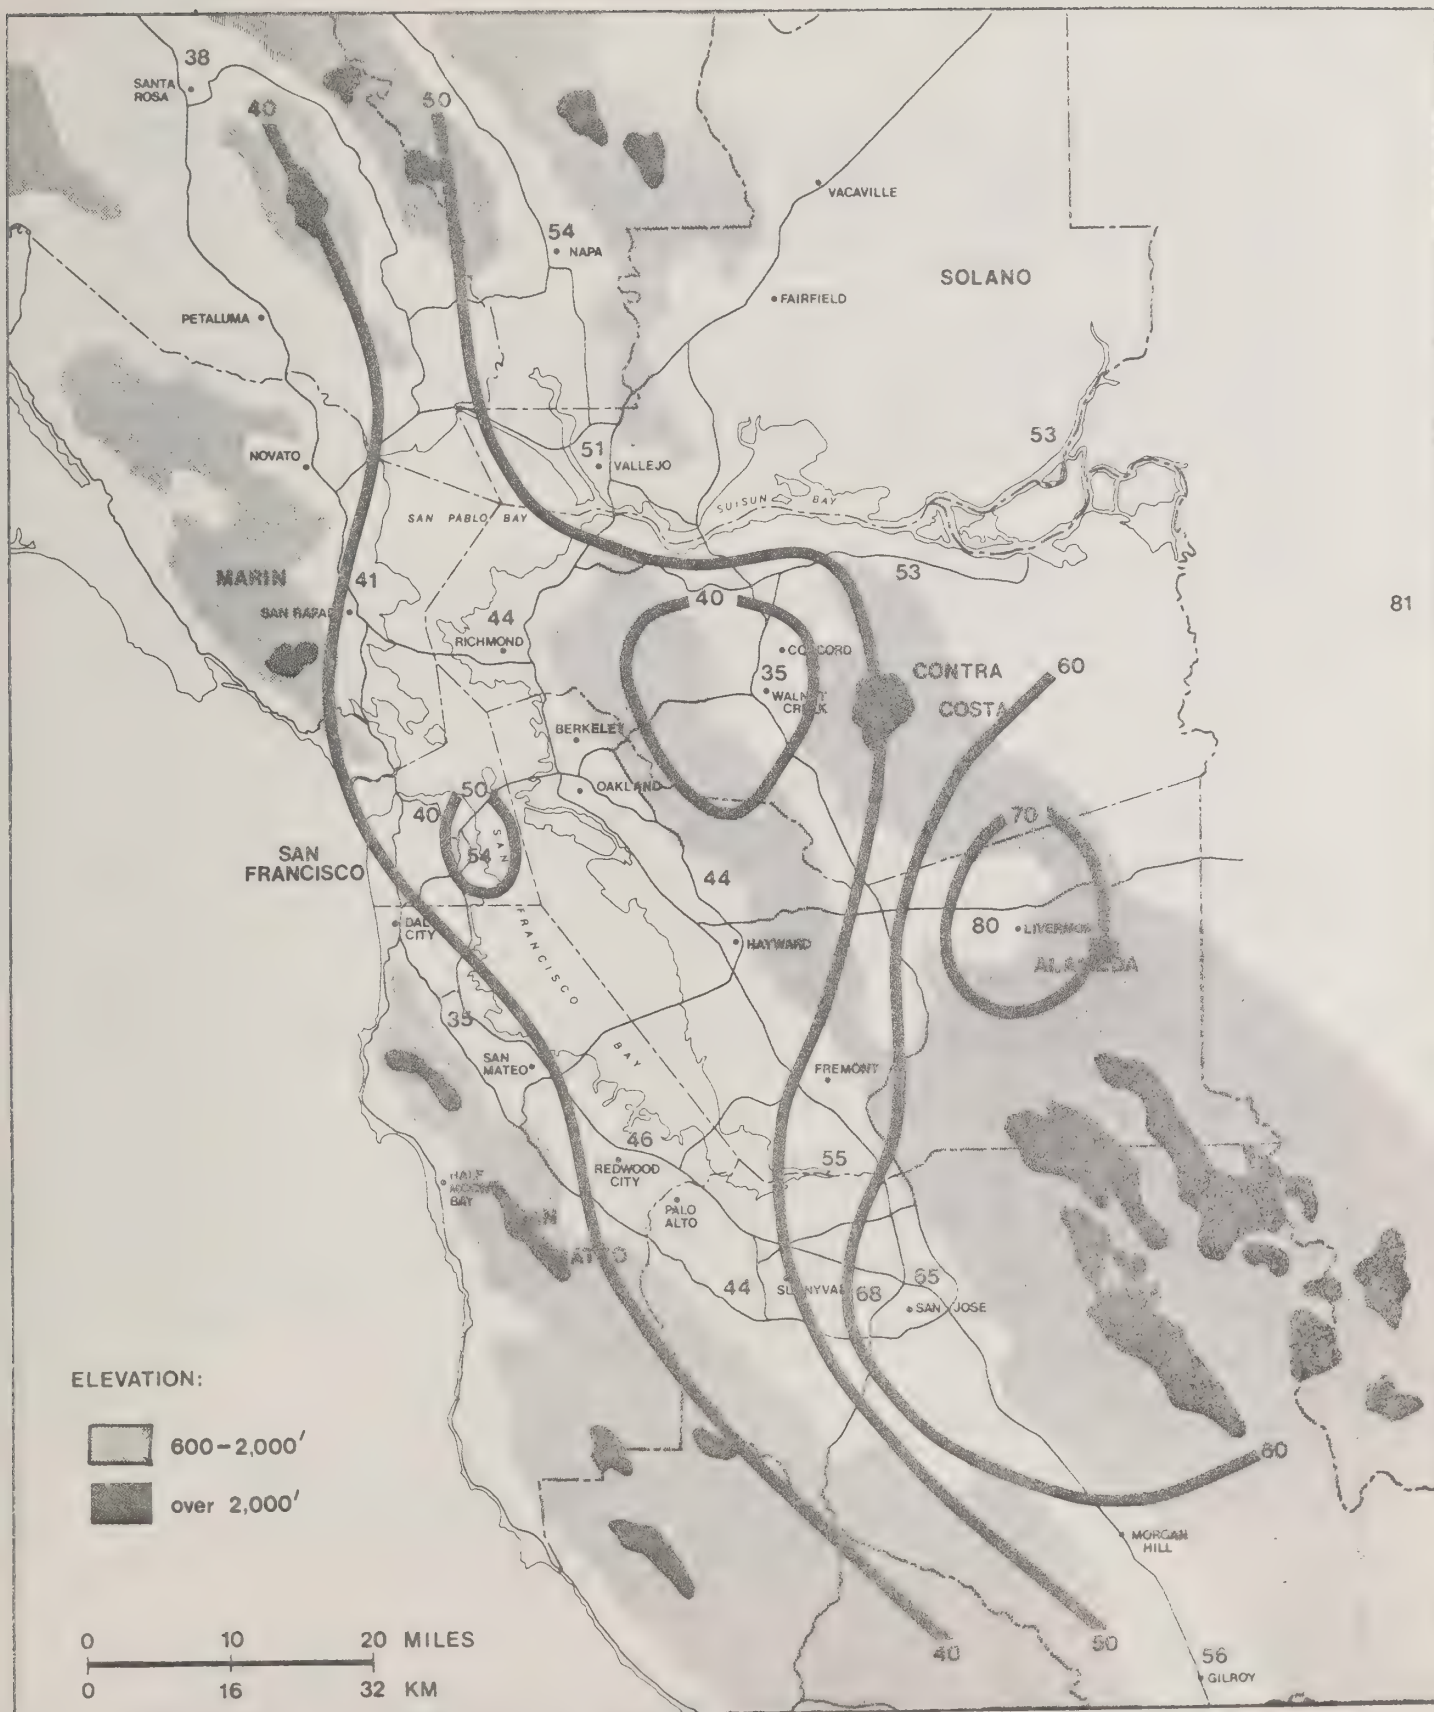 38
SANTA
ROSA
40
50
VACAVILLE
54
NAPA
SOLANO
FAIRFIELD
PETALUMA
53
51
NOVATO
VALLEJO
SUISUN BAY
SAN PABLO BAY
53
MARIN
41
40
81
44
RICHMOND
CONCORD
35
WALNUT
CREEK
CONTRA
COSTA
60
BERKELEY
50
OAKLAND
40
70
SAN
FRANCISCO
54
44
80
LIVERMORE
DALY
CITY
HAYWARD
ALAMEDA
SAN FRANCISCO BAY
35
SAN
MATEO
FREMONT
46
REDWOOD
CITY
55
HALF
MOON
BAY
PALO
ALTO
SAN
MATEO
44
SUNNYVALE
68
65
SAN JOSE
ELEVATION:
600-2,000'
over 2,000'
60
MORGAN
HILL
0 10 20 MILES
0 16 32 KM
40
50
56
GILROY